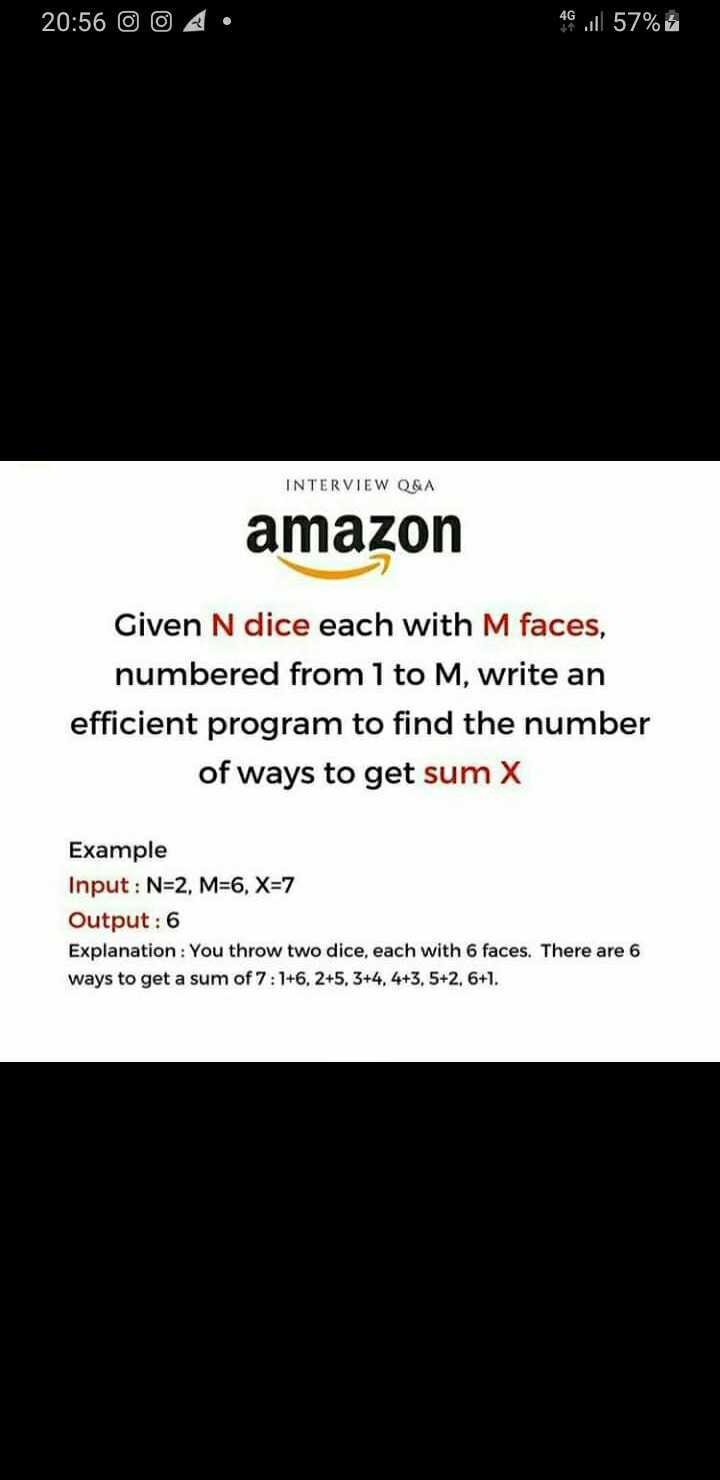 20:56
4G 57%
INTERVIEW Q&A
amazon
Given N dice each with M faces,
numbered from 1 to M, write an
efficient program to find the number
of ways to get sum X
Example
Input : N=2, M=6, X=7
Output : 6
Explanation : You throw two dice, each with 6 faces. There are 6
ways to get a sum of 7 : 1+6, 2+5, 3+4, 4+3, 5+2, 6+1.